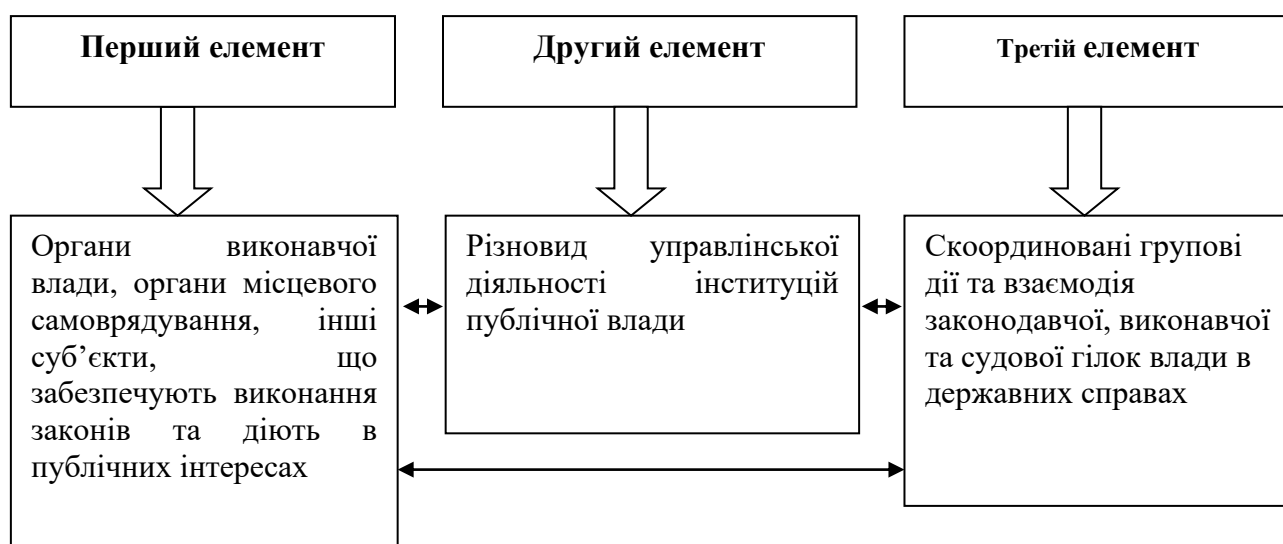 Перший елемент
Другий елемент
Третій елемент
Органи виконавчої
влади, органи місцевого
самоврядування, інші
суб’єкти, що
забезпечують виконання
законів та діють в
публічних інтересах
Різновид управлінської
діяльності інституцій
публічної влади
Скоординовані групові
дії та взаємодія
законодавчої, виконавчої
та судової гілок влади в
державних справах